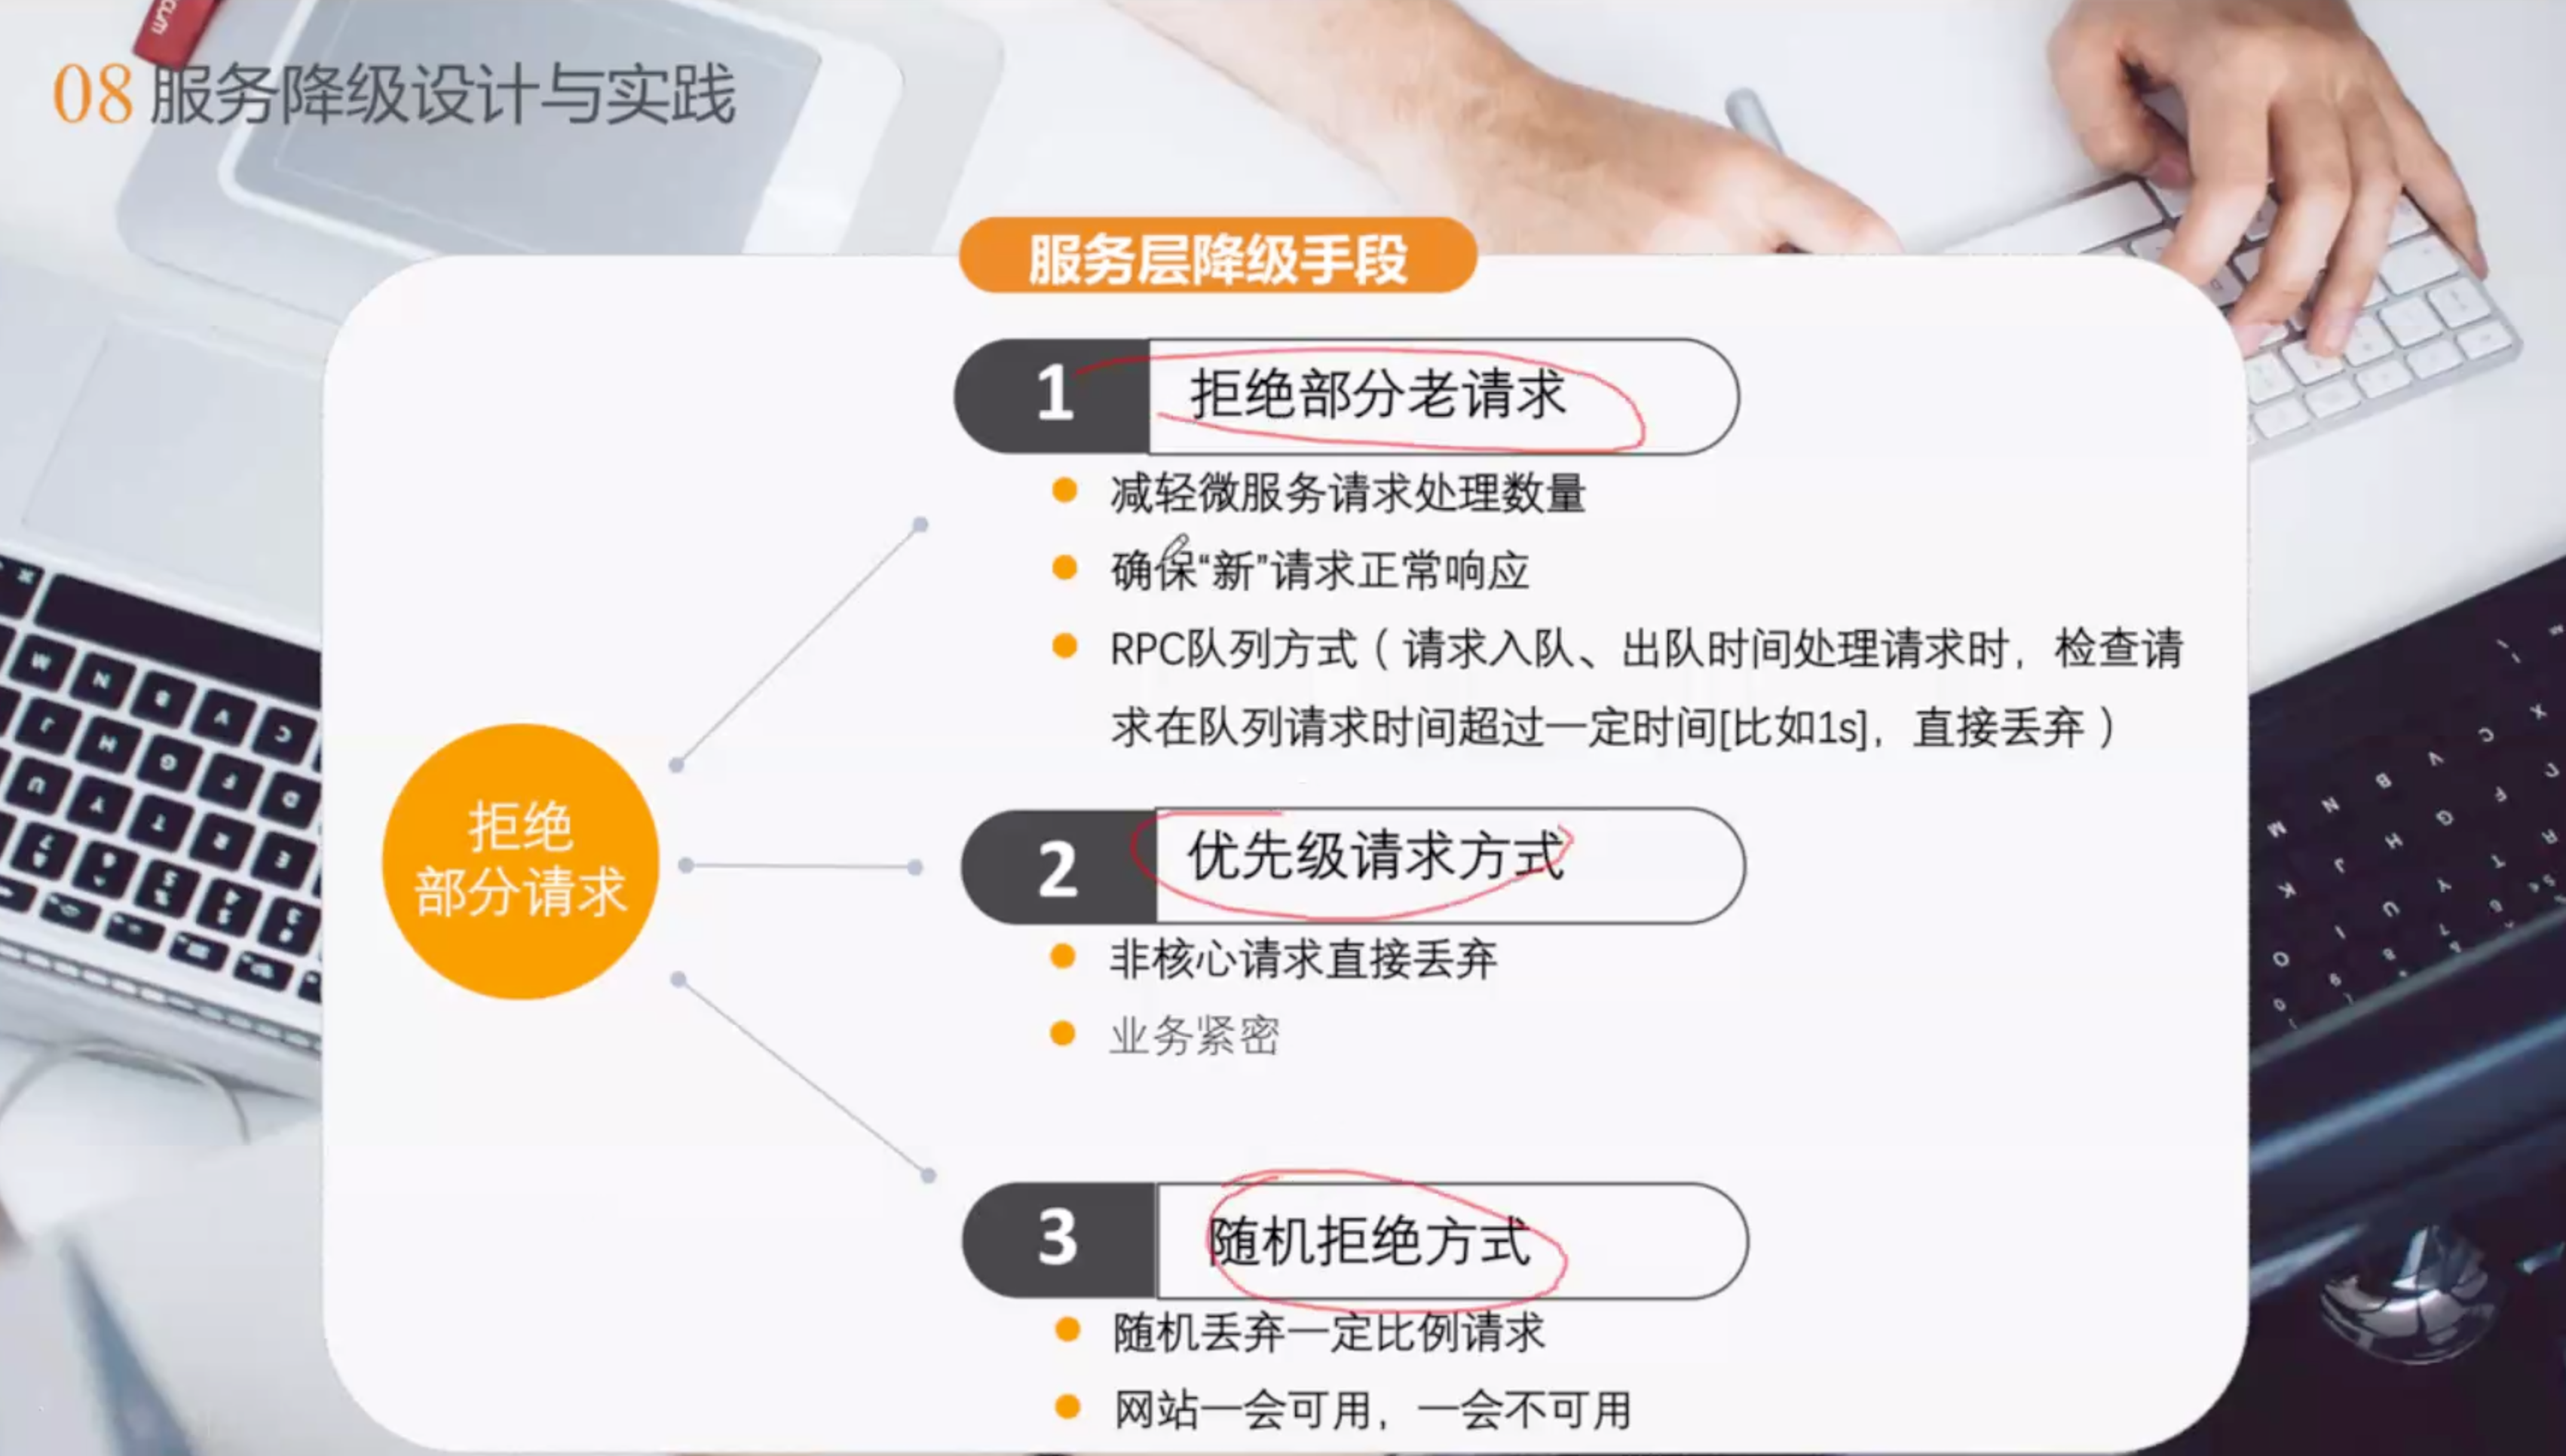 08 服务降级设计与实践
服务层降级手段
拒绝
部分请求
1 拒绝部分老请求
减轻微服务请求处理数量
确保“新”请求正常响应
RPC队列方式（请求入队、出队时间处理请求时，检查请
求在队列请求时间超过一定时间[比如1s]，直接丢弃）
2 优先级请求方式
非核心请求直接丢弃
业务紧密
3 随机拒绝方式
随机丢弃一定比例请求
网站一会可用，一会不可用